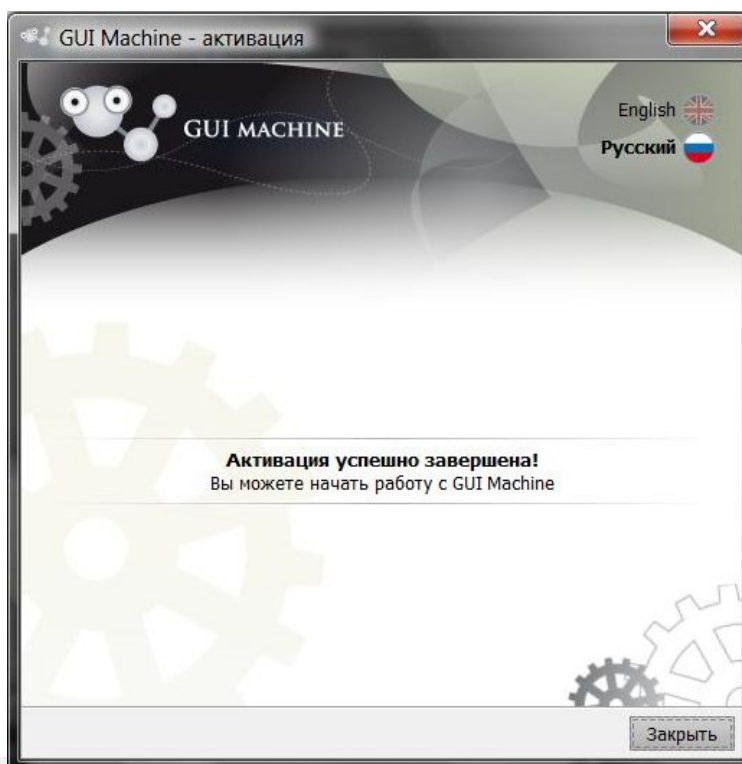 GUI Machine - активация
GUI MACHINE
English
Русский
Активация успешно завершена!
Вы можете начать работу с GUI Machine
Закрыть